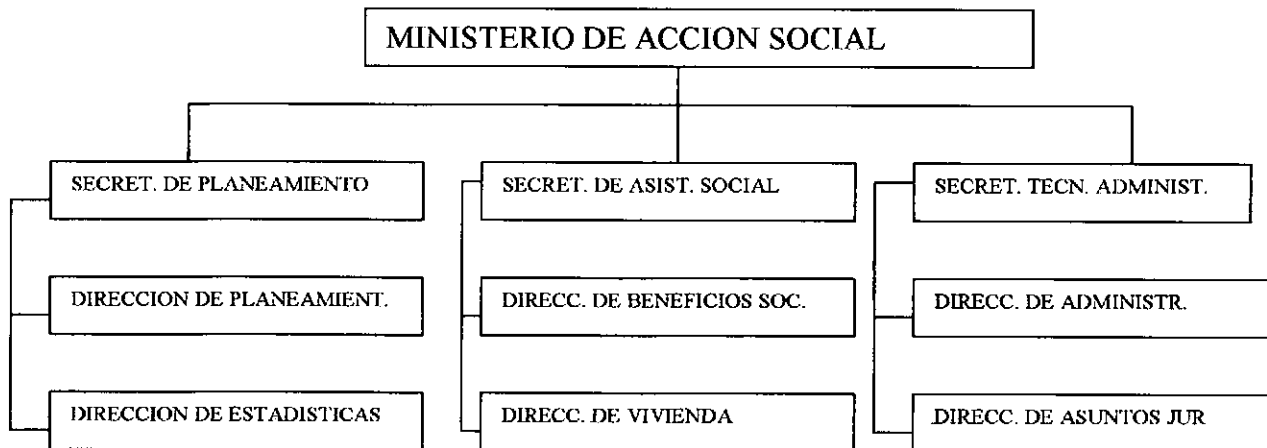 MINISTERIO DE ACCION SOCIAL
SECRET. DE PLANEAMIENTO
SECRET. DE ASIST. SOCIAL
SECRET. TECN. ADMINIST.
DIRECCION DE PLANEAMIENT.
DIRECC. DE BENEFICIOS SOC.
DIRECC. DE ADMINISTR.
DIRECCION DE ESTADISTICAS
DIRECC. DE VIVIENDA
DIRECC. DE ASUNTOS JUR